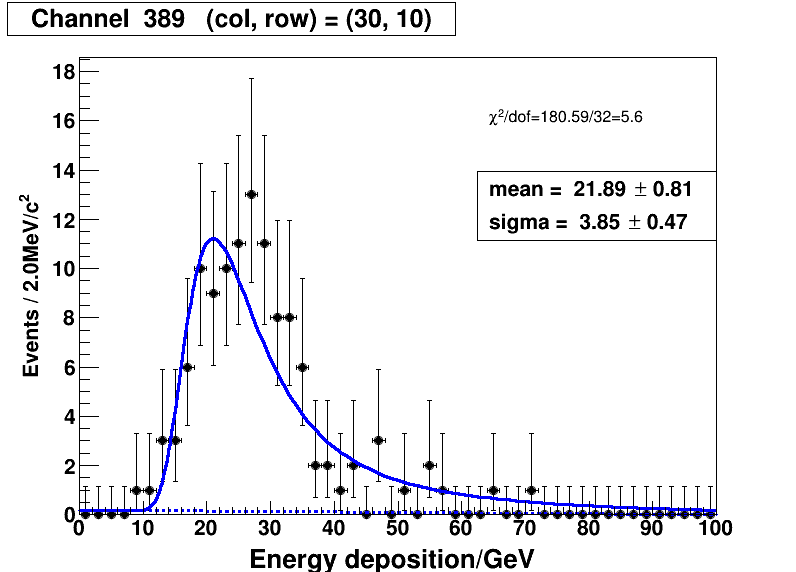 Channel 389 (col, row) = (30, 10)
χ²/dof=180.59/32=5.6
mean = 21.89 ± 0.81
sigma = 3.85 ± 0.47
Events / 2.0MeV/c²
18
16
14
12
10
8
6
4
2
0
0 10 20 30 40 50 60 70 80 90 100
Energy deposition/GeV